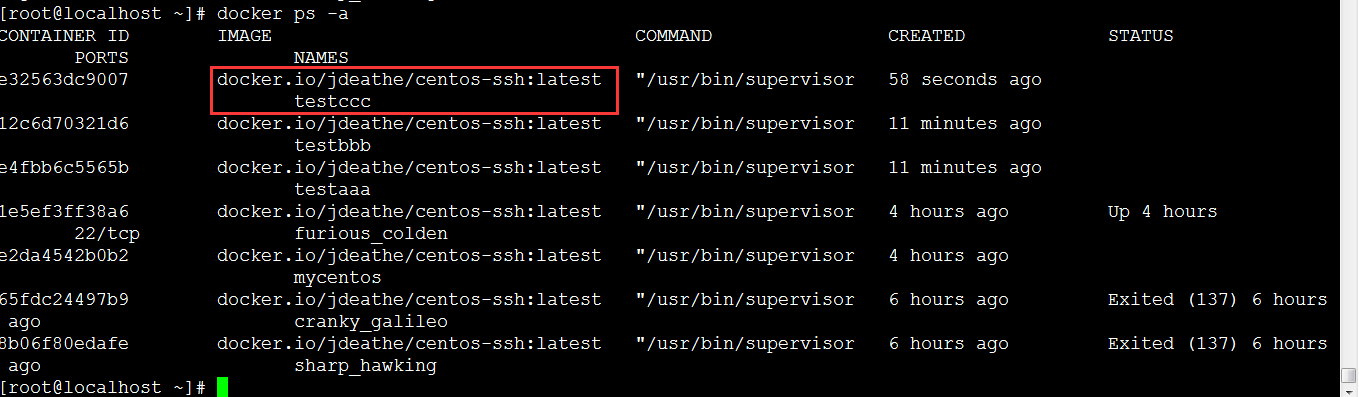 [root@localhost ~]# docker ps -a
CONTAINER ID IMAGE COMMAND CREATED STATUS
PORTS NAMES
e32563dc9007 docker.io/jdeathe/centos-ssh:latest "/usr/bin/supervisor 58 seconds ago
testccc
12c6d70321d6 docker.io/jdeathe/centos-ssh:latest "/usr/bin/supervisor 11 minutes ago
testbbb
e4fbb6c5565b docker.io/jdeathe/centos-ssh:latest "/usr/bin/supervisor 11 minutes ago
testaaa
1e5ef3ff38a6 docker.io/jdeathe/centos-ssh:latest "/usr/bin/supervisor 4 hours ago Up 4 hours
22/tcp furious_colden
e2da4542b0b2 docker.io/jdeathe/centos-ssh:latest "/usr/bin/supervisor 4 hours ago
mycentos
65fdc24497b9 docker.io/jdeathe/centos-ssh:latest "/usr/bin/supervisor 6 hours ago Exited (137) 6 hours
ago cranky_galileo
8b06f80edafe docker.io/jdeathe/centos-ssh:latest "/usr/bin/supervisor 6 hours ago Exited (137) 6 hours
ago sharp_hawking
[root@localhost ~]#